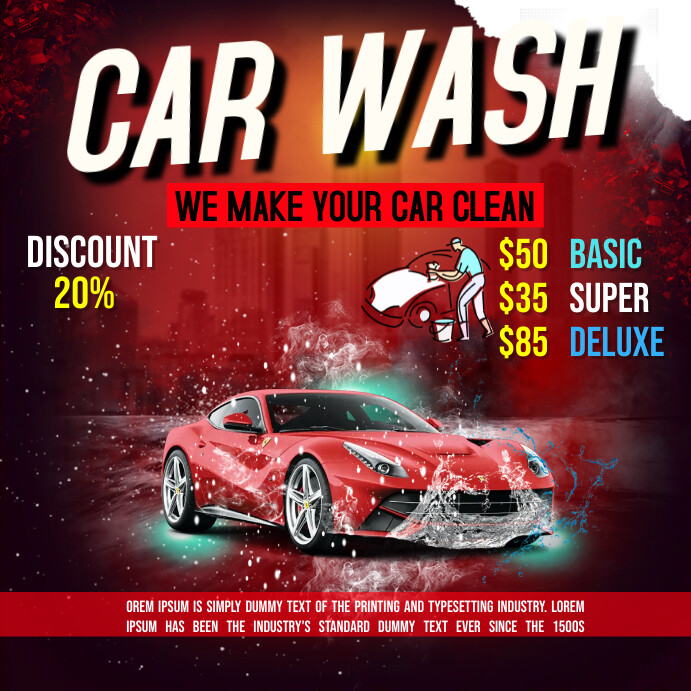 CAR WASH
WE MAKE YOUR CAR CLEAN
DISCOUNT
20%
$50 BASIC
$35 SUPER
$85 DELUXE
OREM IPSUM IS SIMPLY DUMMY TEXT OF THE PRINTING AND TYPESETTING INDUSTRY. LOREM
IPSUM HAS BEEN THE INDUSTRY'S STANDARD DUMMY TEXT EVER SINCE THE 1500S